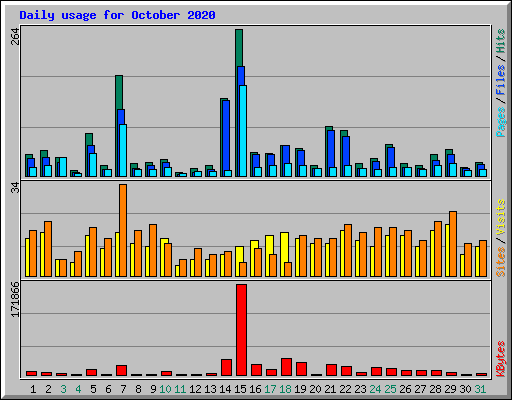 Daily usage for October 2020
264
Pages / Files / Hits
34
Sites / Visits
171866
KBytes
1 2 3 4 5 6 7 8 9 10 11 12 13 14 15 16 17 18 19 20 21 22 23 24 25 26 27 28 29 30 31